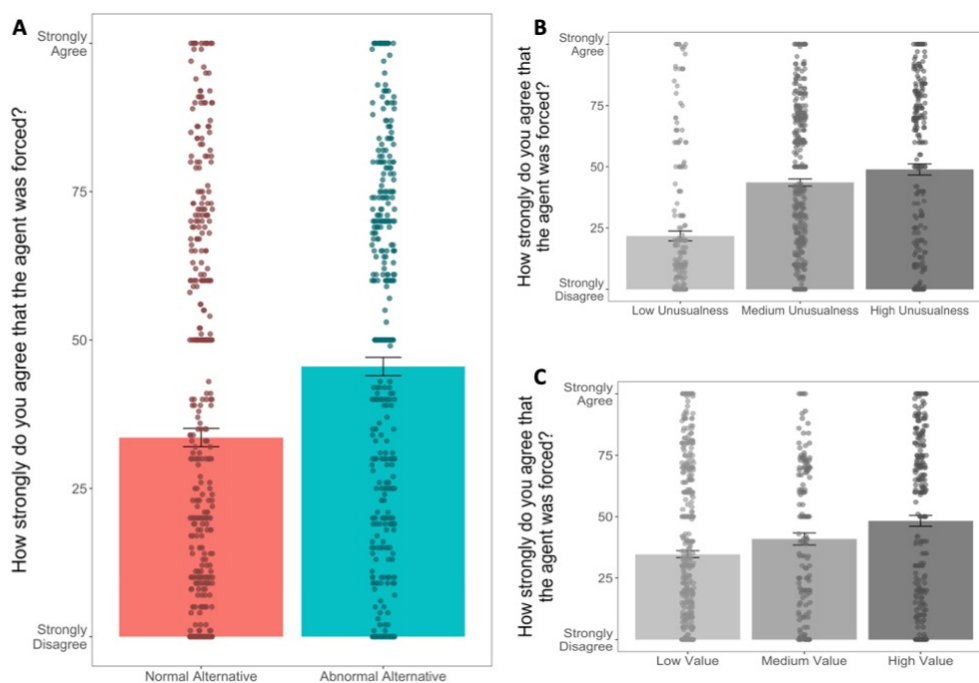 A
How strongly do you agree that the agent was forced?
Strongly
Agree
75
50
25
Strongly
Disagree
Normal Alternative
Abnormal Alternative
B
How strongly do you agree that
the agent was forced?
Strongly
Agree
75
50
25
Strongly
Disagree
Low Unusualness
Medium Unusualness
High Unusualness
C
How strongly do you agree that
the agent was forced?
Strongly
Agree
75
50
25
Strongly
Disagree
Low Value
Medium Value
High Value